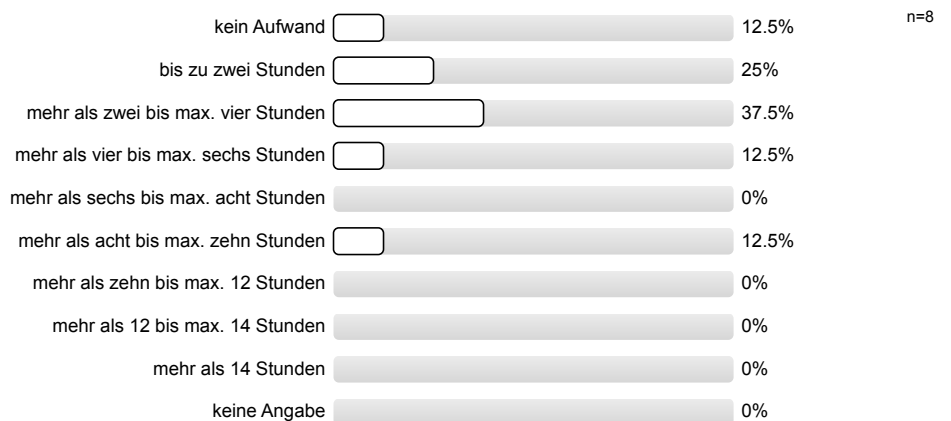 n=8
kein Aufwand 12.5%
bis zu zwei Stunden 25%
mehr als zwei bis max. vier Stunden 37.5%
mehr als vier bis max. sechs Stunden 12.5%
mehr als sechs bis max. acht Stunden 0%
mehr als acht bis max. zehn Stunden 12.5%
mehr als zehn bis max. 12 Stunden 0%
mehr als 12 bis max. 14 Stunden 0%
mehr als 14 Stunden 0%
keine Angabe 0%